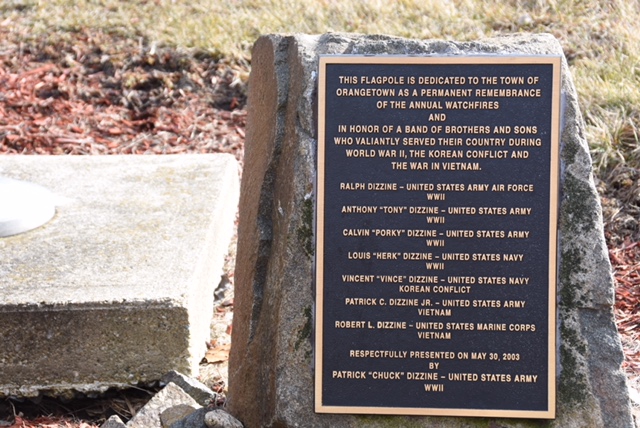 THIS FLAGPOLE IS DEDICATED TO THE TOWN OF
ORANGETOWN AS A PERMANENT REMEMBRANCE
OF THE ANNUAL WATCHFIRES
AND
IN HONOR OF A BAND OF BROTHERS AND SONS
WHO VALIANTLY SERVED THEIR COUNTRY DURING
WORLD WAR II, THE KOREAN CONFLICT AND
THE WAR IN VIETNAM.
RALPH DIZZINE – UNITED STATES ARMY AIR FORCE
WWII
ANTHONY "TONY" DIZZINE – UNITED STATES ARMY
WWII
CALVIN "PORKY" DIZZINE – UNITED STATES ARMY
WWII
LOUIS "HERK" DIZZINE – UNITED STATES NAVY
WWII
VINCENT "VINCE" DIZZINE – UNITED STATES NAVY
KOREAN CONFLICT
PATRICK C. DIZZINE JR. – UNITED STATES ARMY
VIETNAM
ROBERT L. DIZZINE – UNITED STATES MARINE CORPS
VIETNAM
RESPECTFULLY PRESENTED ON MAY 30, 2003
BY
PATRICK "CHUCK" DIZZINE – UNITED STATES ARMY
WWII